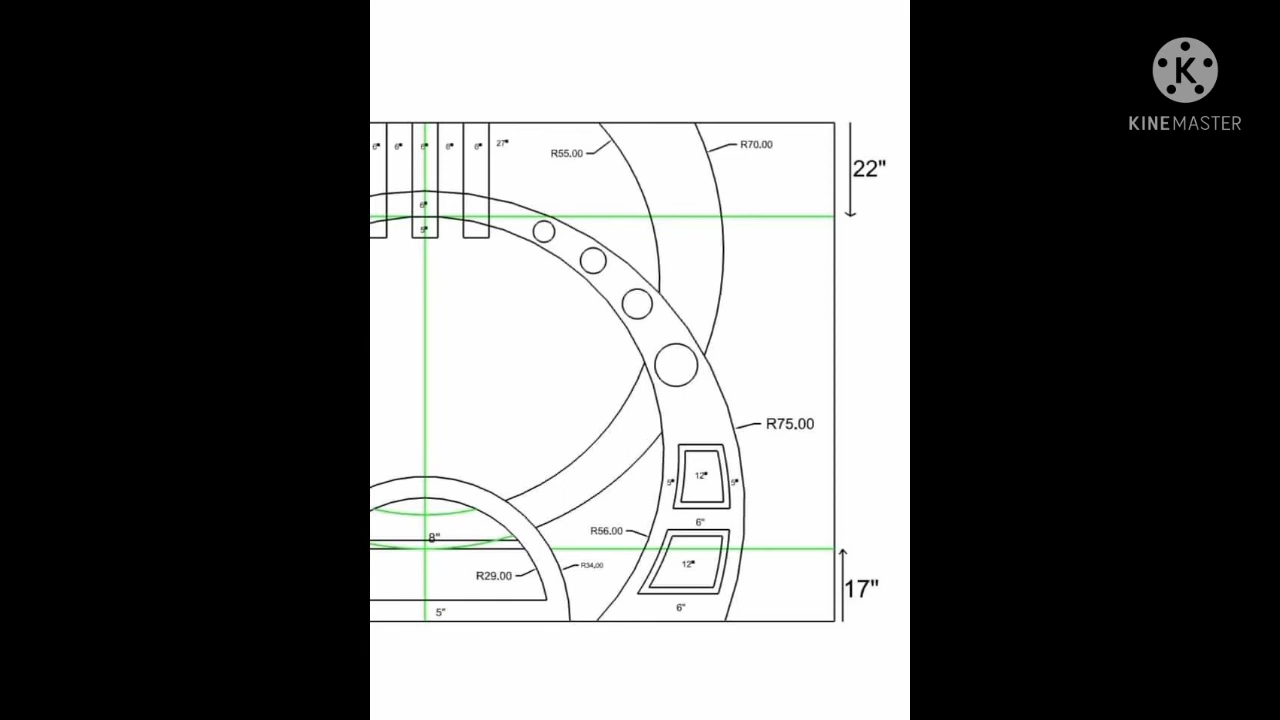 KINEMASTER
6"
6"
6"
6"
6"
27"
R55.00
R70.00
22"
6"
5"
R75.00
5"
12"
5"
6"
R56.00
8"
12"
R29.00
R34.00
17"
5"
6"